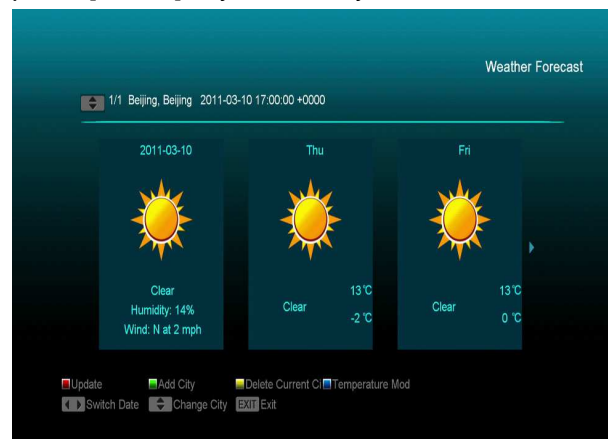 Weather Forecast
1/1 Beijing, Beijing 2011-03-10 17:00:00 +0000
2011-03-10
Clear
Humidity: 14%
Wind: N at 2 mph
Thu
13℃
Clear
-2 ℃
Fri
13℃
Clear
0 ℃
Update Add City Delete Current Ci Temperature Mod
Switch Date Change City EXIT Exit